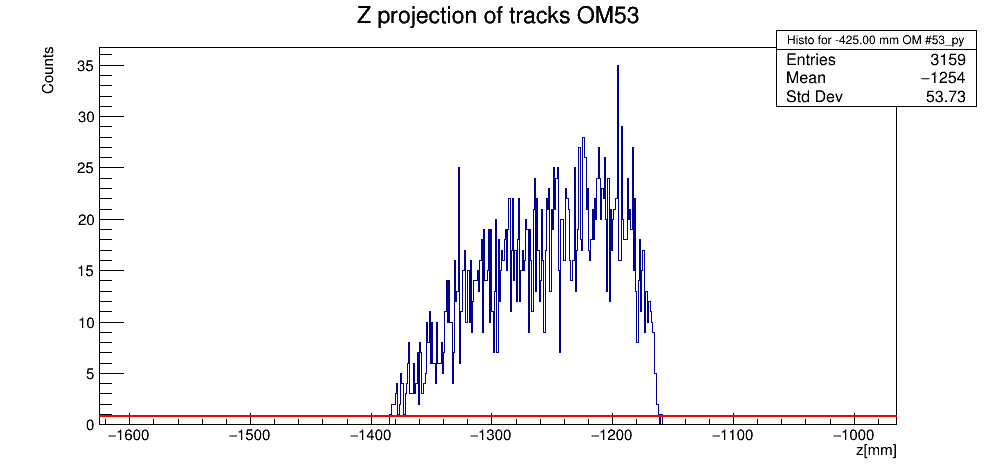 Z projection of tracks OM53
Histo for -425.00 mm OM #53_py
Entries 3159
Mean −1254
Std Dev 53.73
Counts
35
30
25
20
15
10
5
0
−1600 −1500 −1400 −1300 −1200 −1100 −1000
z[mm]